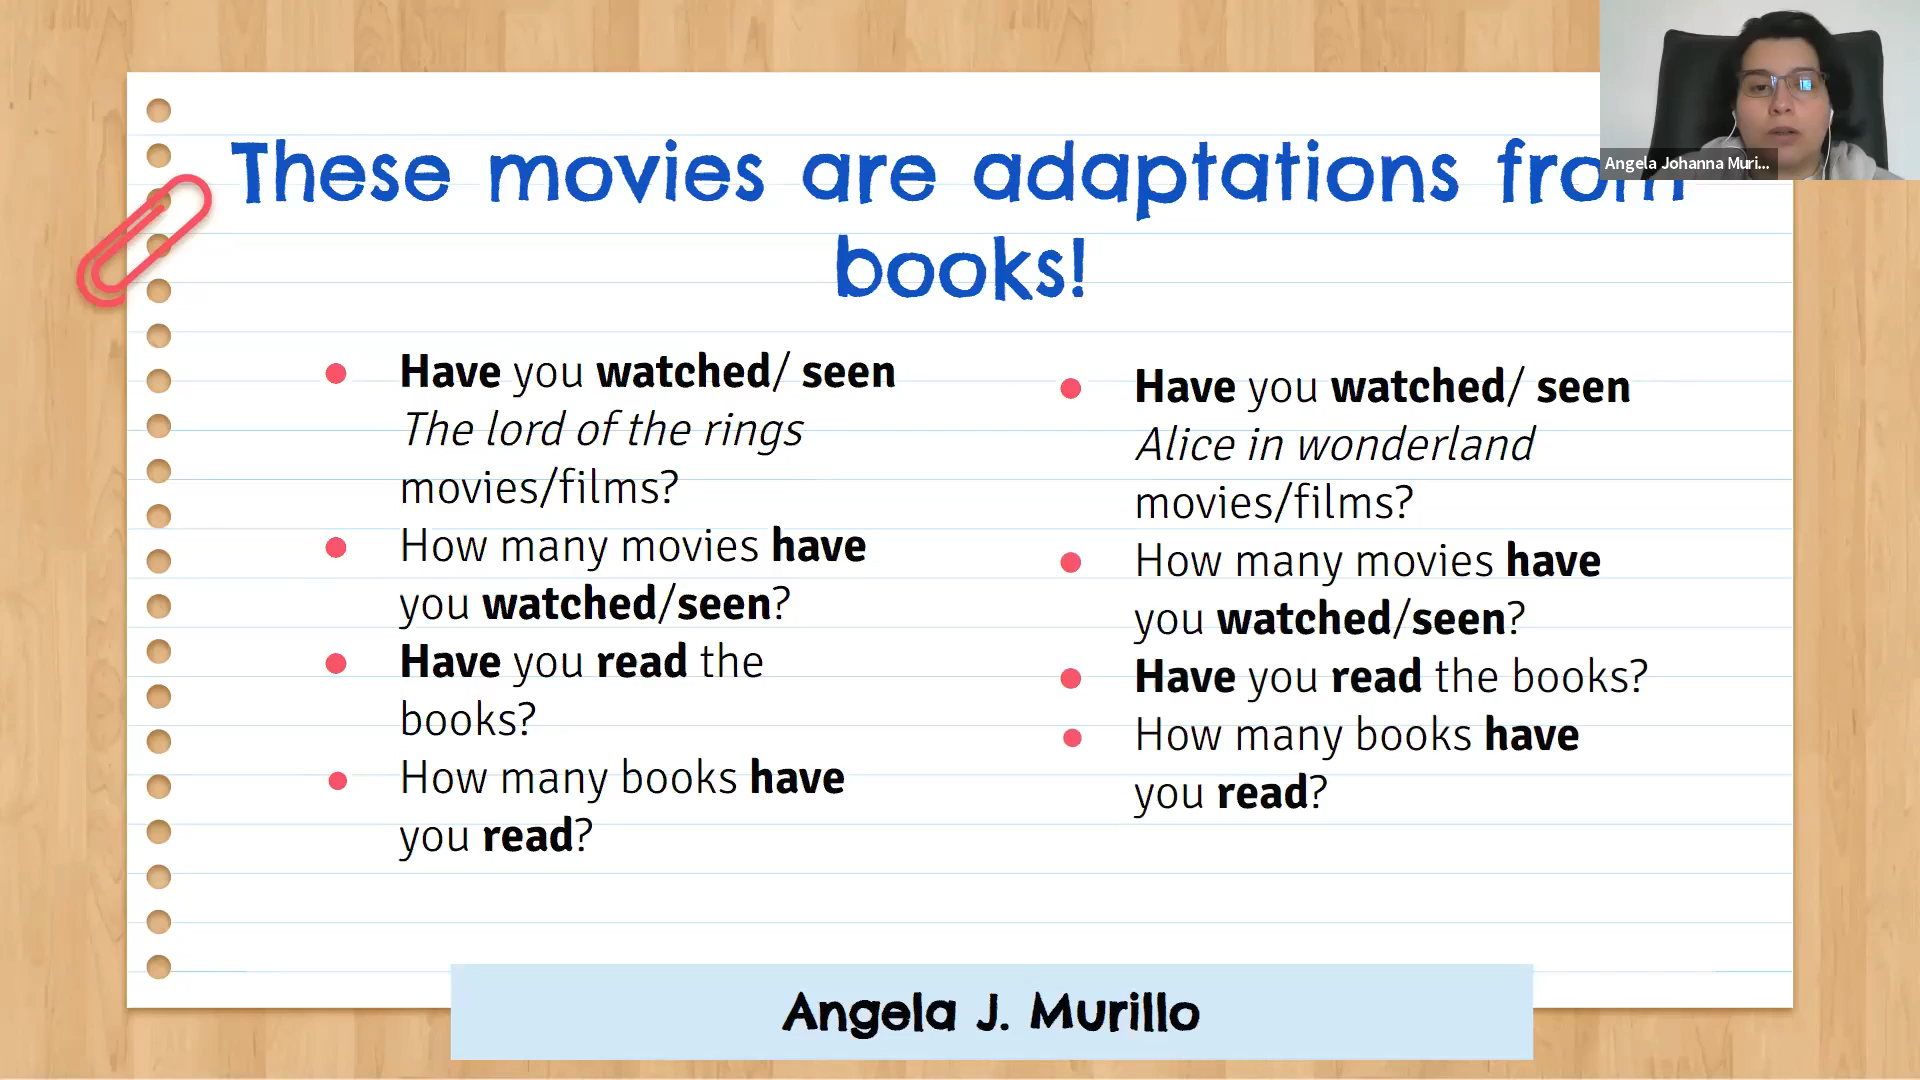 These movies are adaptations from
books!
Have you watched/ seen
The lord of the rings
movies/films?
How many movies have
you watched/seen?
Have you read the
books?
How many books have
you read?
Have you watched/ seen
Alice in wonderland
movies/films?
How many movies have
you watched/seen?
Have you read the books?
How many books have
you read?
Angela J. Murillo
Angela Johanna Muri...